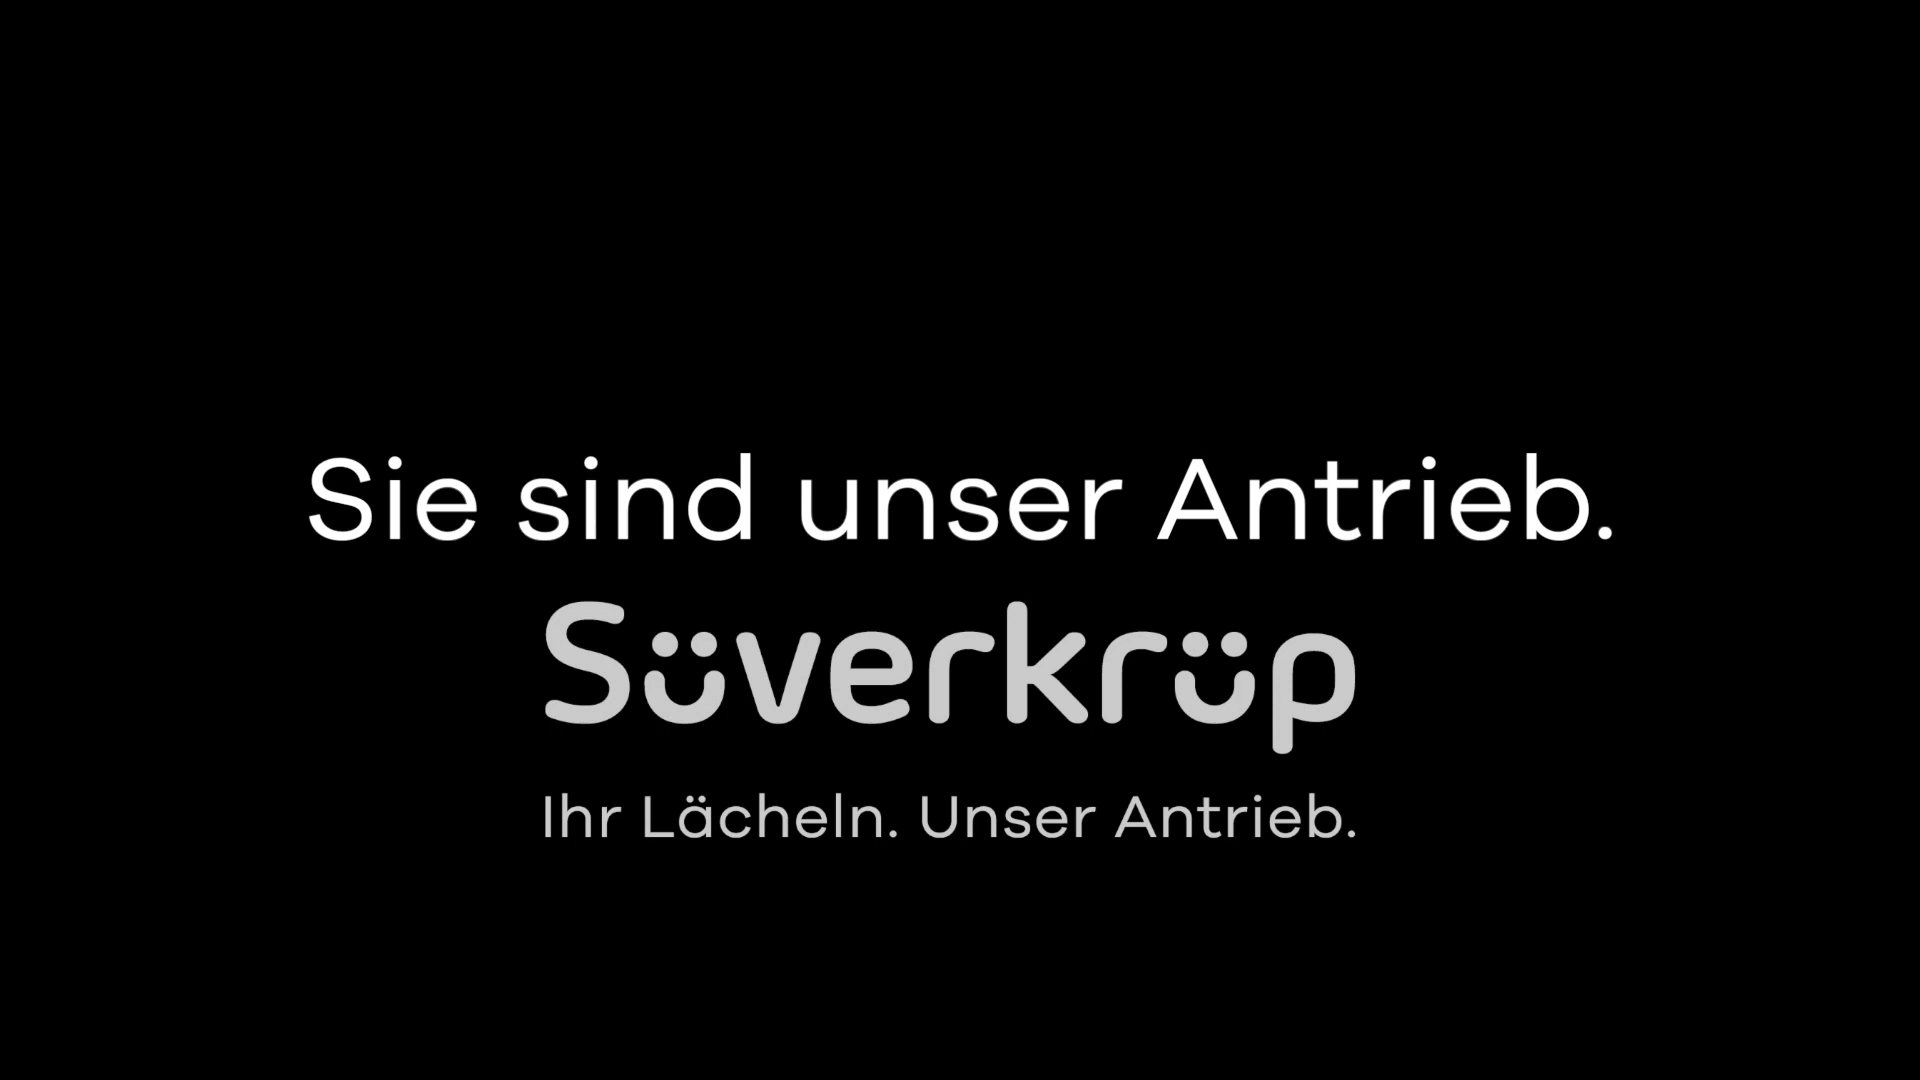 Sie sind unser Antrieb.
Süverkrüp
Ihr Lächeln. Unser Antrieb.